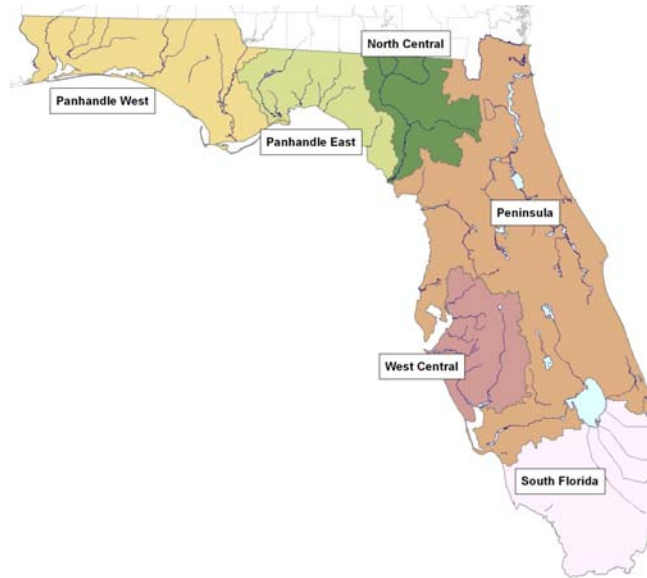 North Central
Panhandle West
Panhandle East
Peninsula
West Central
South Florida